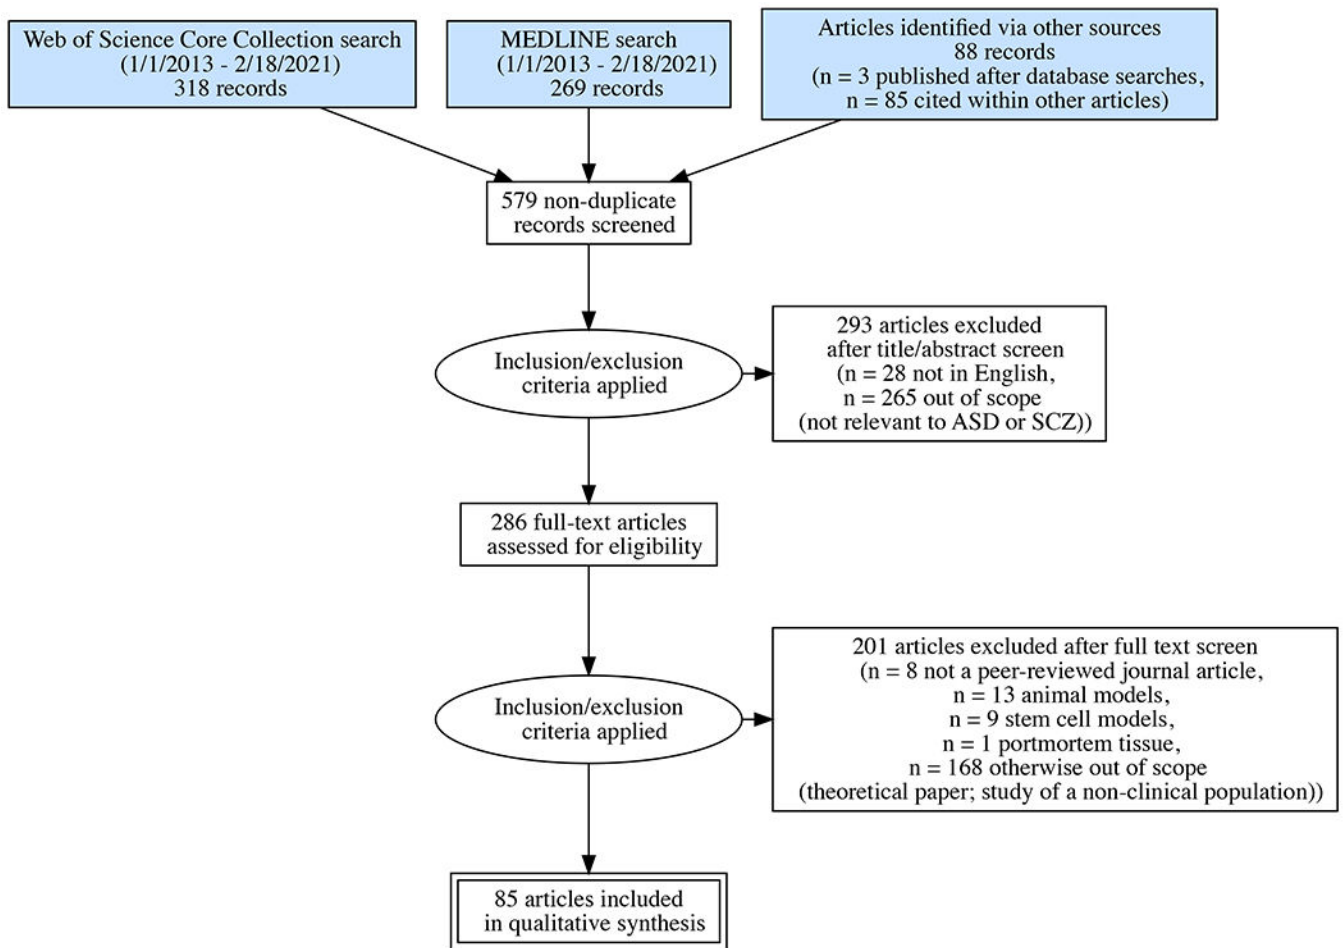 Web of Science Core Collection search
(1/1/2013 - 2/18/2021)
318 records
MEDLINE search
(1/1/2013 - 2/18/2021)
269 records
Articles identified via other sources
88 records
(n = 3 published after database searches,
n = 85 cited within other articles)
579 non-duplicate
records screened
Inclusion/exclusion
criteria applied
293 articles excluded
after title/abstract screen
(n = 28 not in English,
n = 265 out of scope
(not relevant to ASD or SCZ))
286 full-text articles
assessed for eligibility
Inclusion/exclusion
criteria applied
201 articles excluded after full text screen
(n = 8 not a peer-reviewed journal article,
n = 13 animal models,
n = 9 stem cell models,
n = 1 portmortem tissue,
n = 168 otherwise out of scope
(theoretical paper; study of a non-clinical population))
85 articles included
in qualitative synthesis